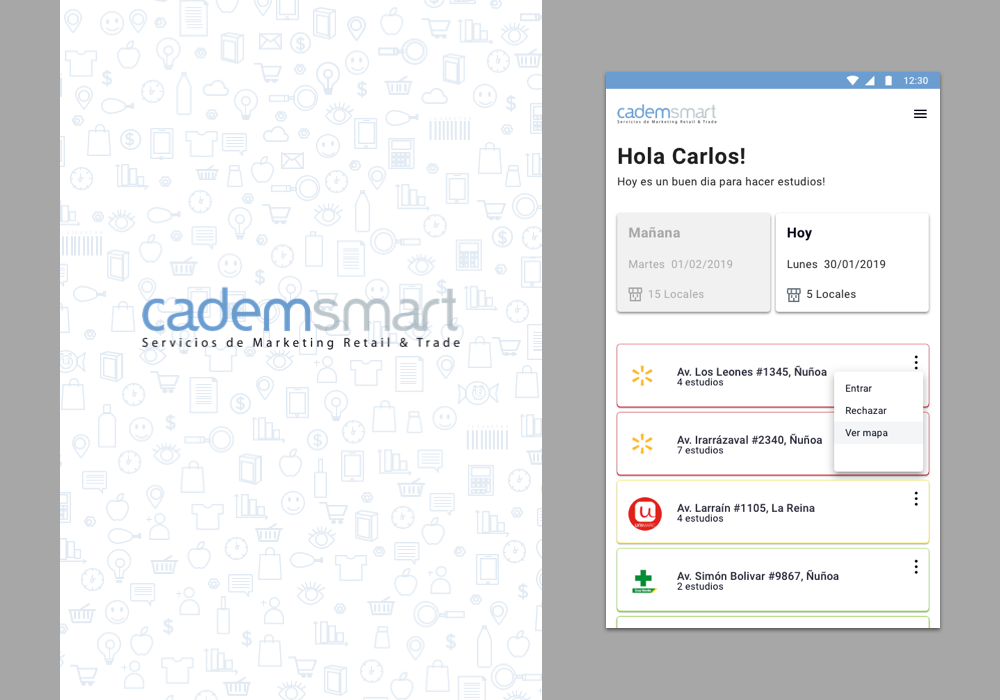 cademsmart
Servicios de Marketing Retail & Trade
12:30
cademsmart
Servicios de Marketing Retail & Trade
Hola Carlos!
Hoy es un buen dia para hacer estudios!
Mañana
Martes 01/02/2019
15 Locales
Hoy
Lunes 30/01/2019
5 Locales
Av. Los Leones #1345, Ñuñoa
4 estudios
Entrar
Rechazar
Ver mapa
Av. Irarrázaval #2340, Ñuñoa
7 estudios
Av. Larraín #1105, La Reina
4 estudios
Av. Simón Bolivar #9867, Ñuñoa
2 estudios